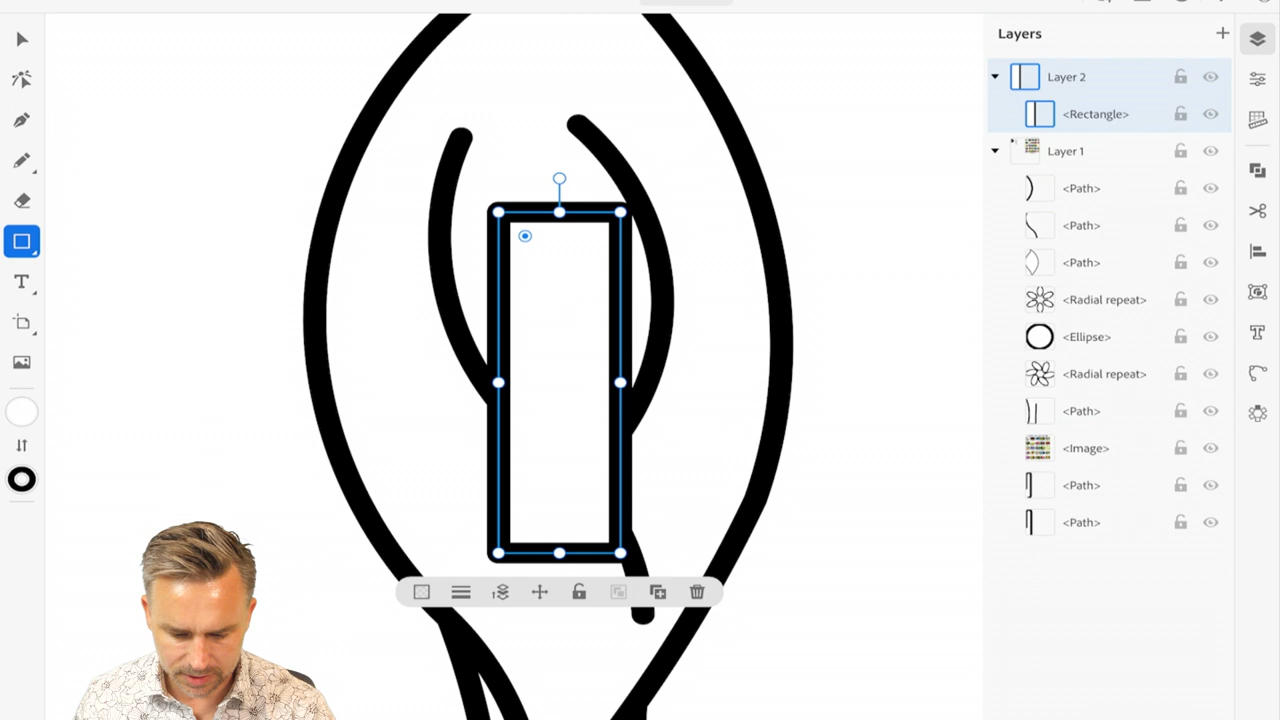 Layers
Layer 2
<Rectangle>
Layer 1
<Path>
<Path>
<Path>
<Radial repeat>
<Ellipse>
<Radial repeat>
<Path>
<Image>
<Path>
<Path>